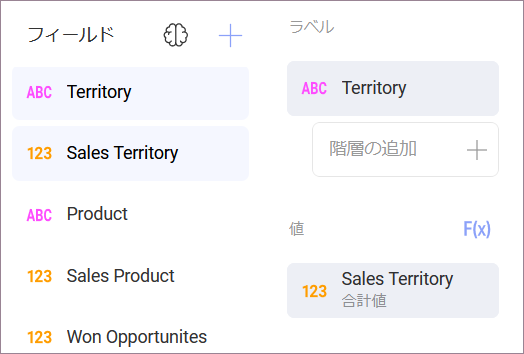 フィールド
ABC Territory
123 Sales Territory
ABC Product
123 Sales Product
123 Won Opportunites
ラベル
ABC Territory
階層の追加
値 F(x)
123 Sales Territory
合計値